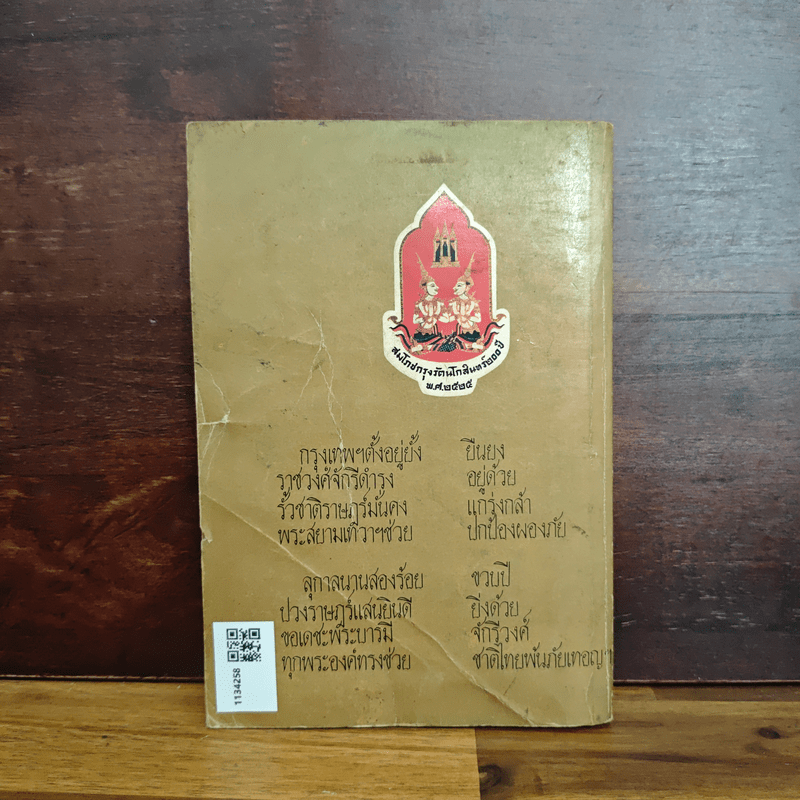 สมโภชกรุงรัตนโกสินทร์๒๐๐ ปี
พ.ศ.๒๕๒๕
กรุงเทพฯตั้งอยู่ยั้ง ยืนยง
ราชวงศ์จักรีดำรุง อยู่ด้วย
รั้วชาติราษฎร์มั่นคง แกร่งกล้า
พระสยามเทวาฯช่วย ปกป้องผองภัย
ลุกาลนานสองร้อย ขวบปี
ปวงราษฎร์แสนยินดี ยิ่งด้วย
ขอเดชะพระบารมี จักรีวงศ์
ทุกพระองค์ทรงช่วย ชาติไทยพ้นภัยเทอญฯ
1134258